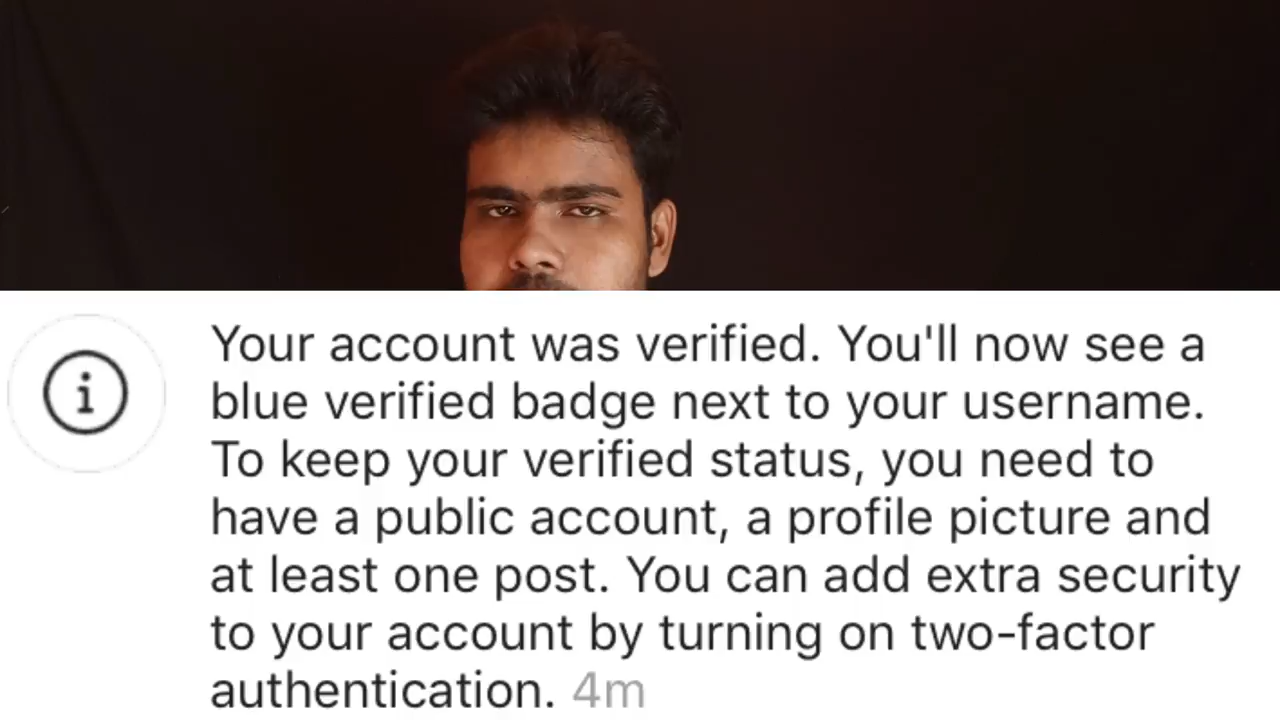 Your account was verified. You'll now see a
blue verified badge next to your username.
To keep your verified status, you need to
have a public account, a profile picture and
at least one post. You can add extra security
to your account by turning on two-factor
authentication. 4m